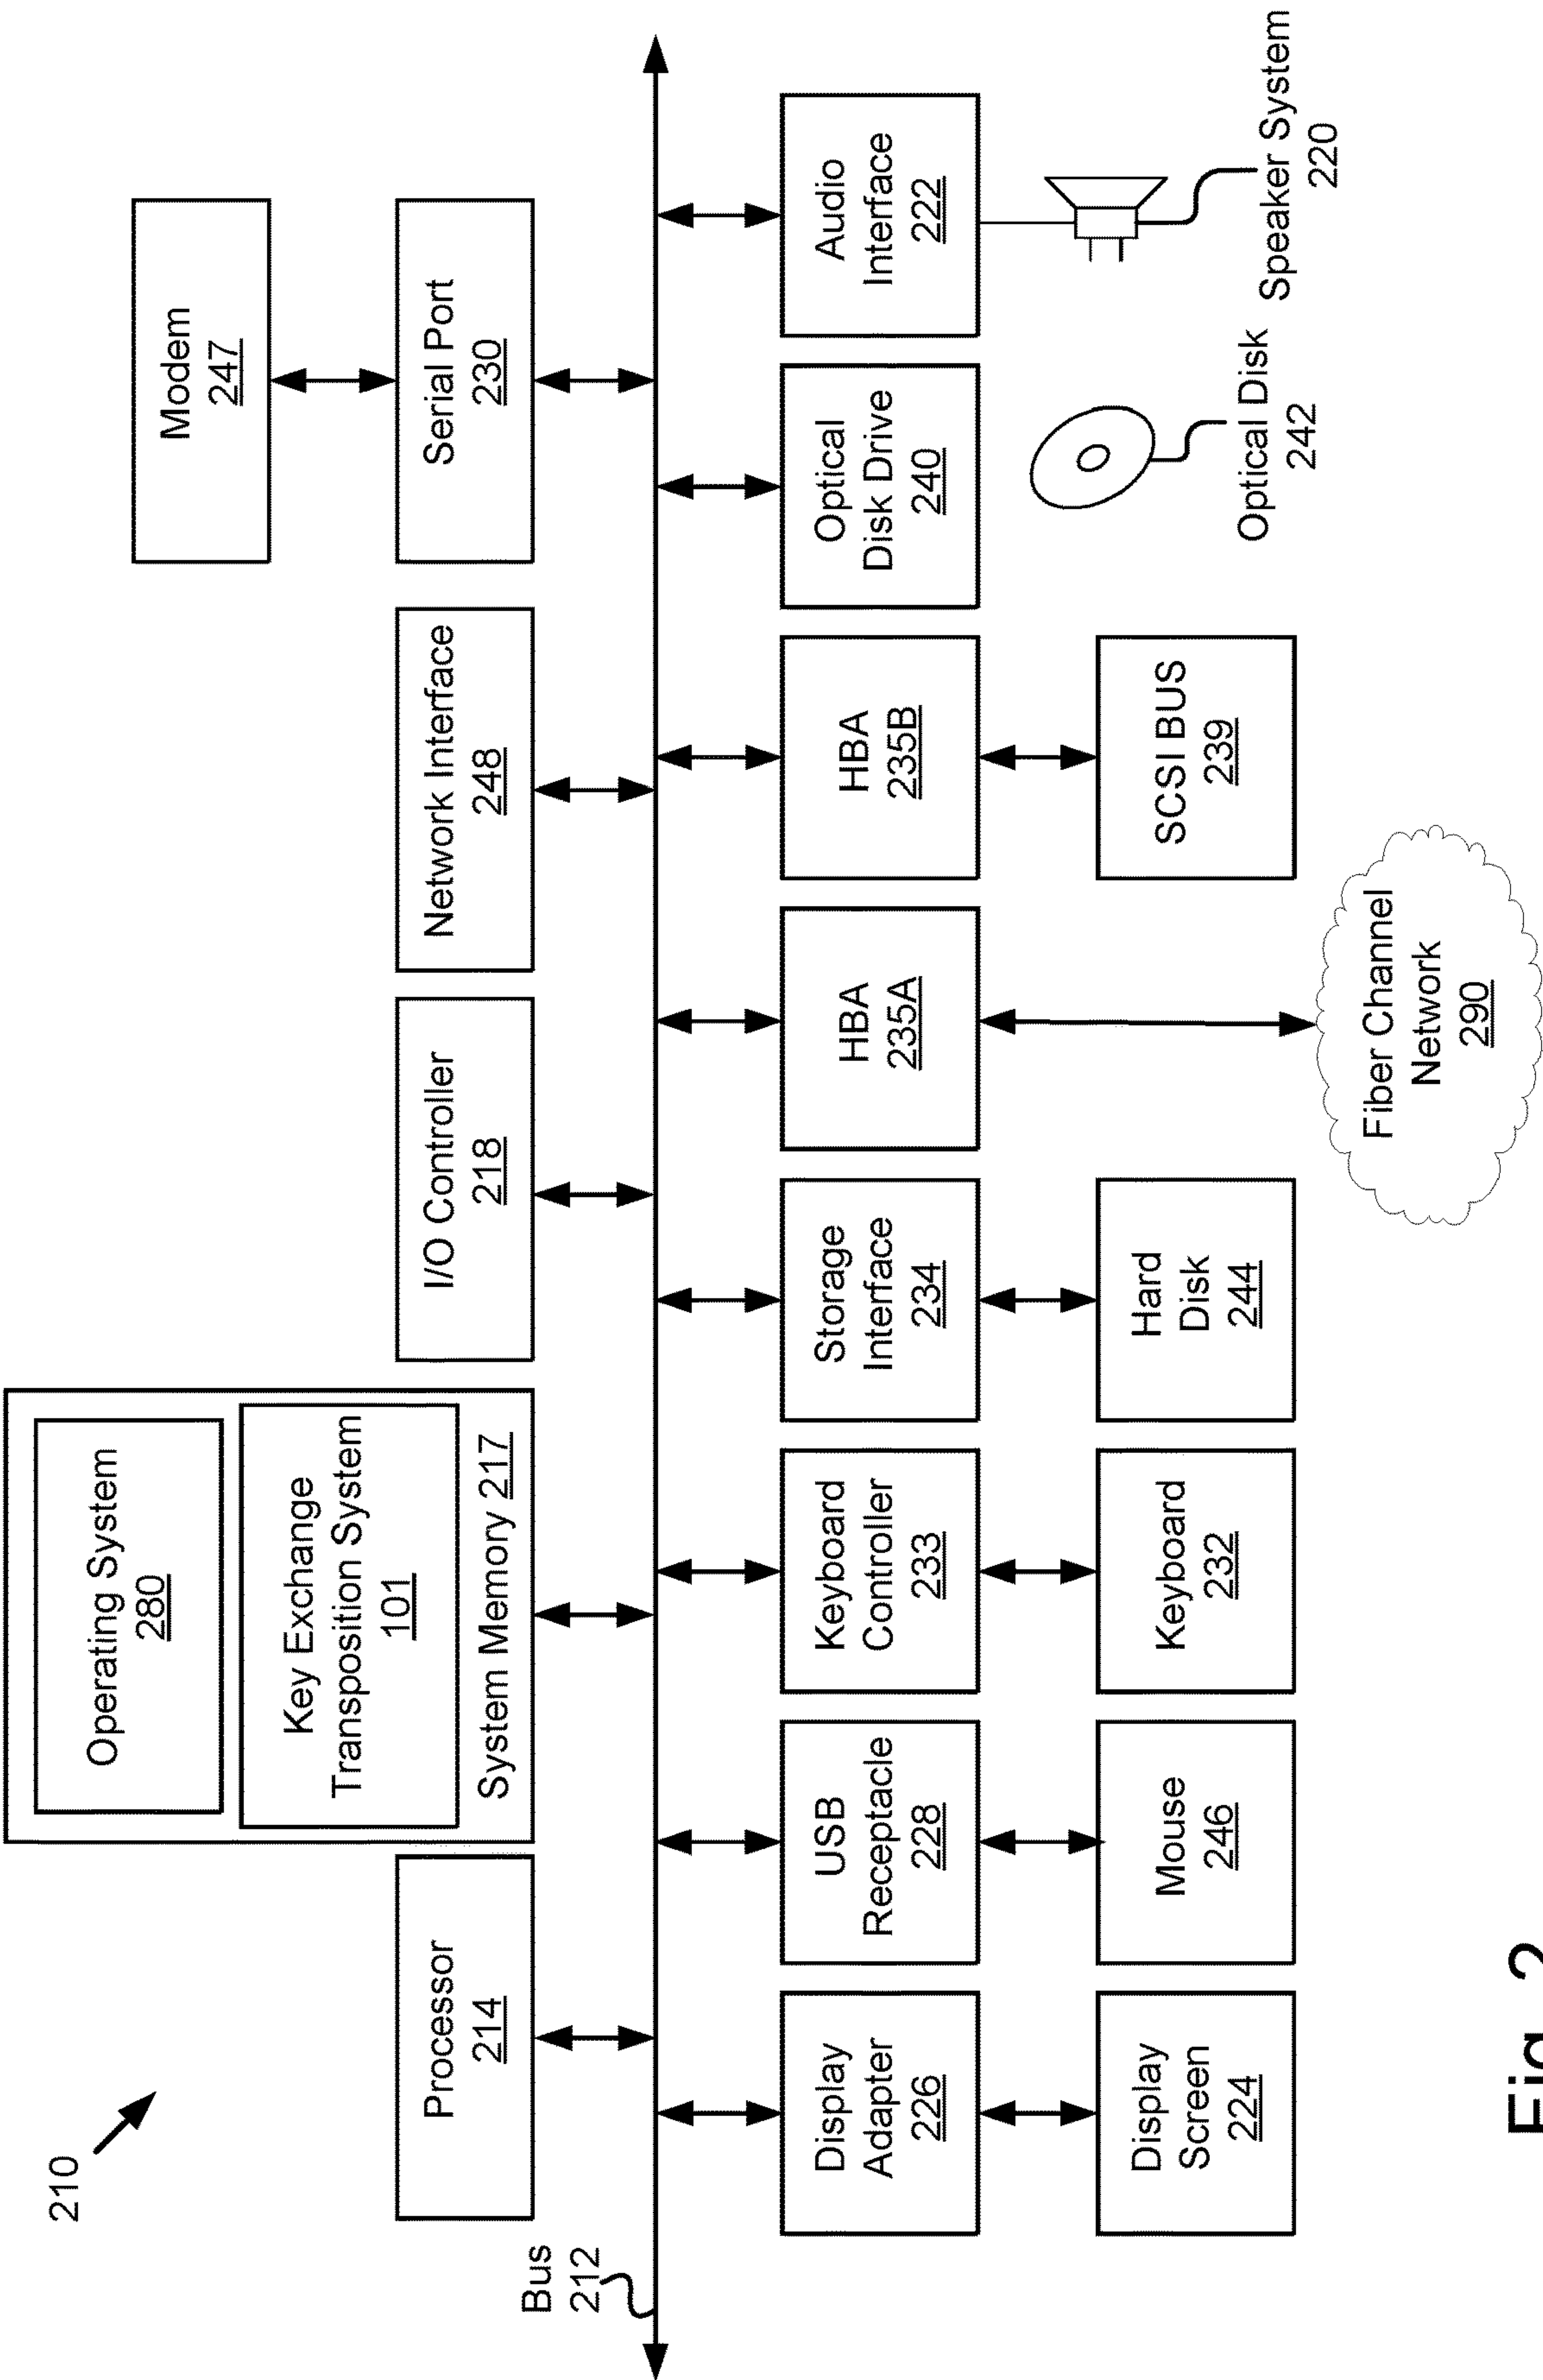 210
Operating System
280
Key Exchange
Transposition System
101
System Memory 217
Modem
247
Processor
214
I/O Controller
218
Network Interface
248
Serial Port
230
Bus
212
Display
Adapter
226
USB
Receptacle
228
Keyboard
Controller
233
Storage
Interface
234
HBA
235A
HBA
235B
Optical
Disk Drive
240
Audio
Interface
222
Display
Screen
224
Mouse
246
Keyboard
232
Hard
Disk
244
SCSI BUS
239
Optical Disk
242
Speaker System
220
Fiber Channel
Network
290
Fig. 2